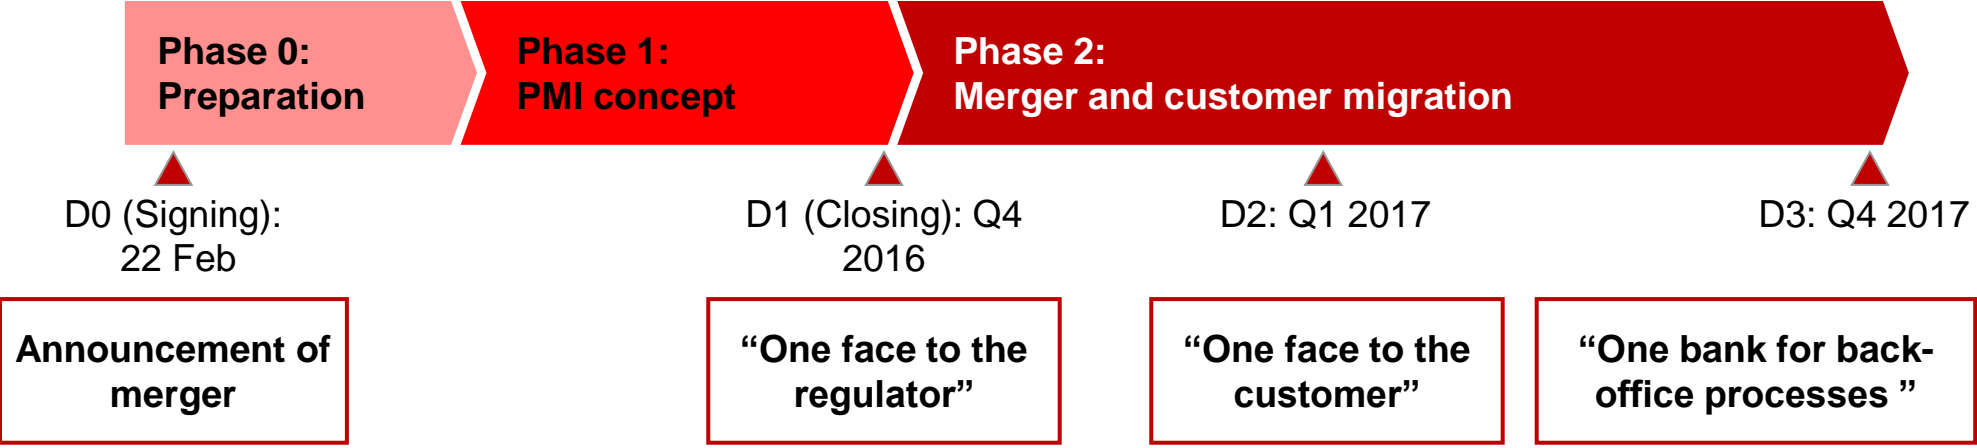 Phase 0:
Preparation
Phase 1:
PMI concept
Phase 2:
Merger and customer migration
D0 (Signing):
22 Feb
D1 (Closing): Q4
2016
D2: Q1 2017
D3: Q4 2017
Announcement of
merger
“One face to the
regulator”
“One face to the
customer”
“One bank for back-
office processes ”